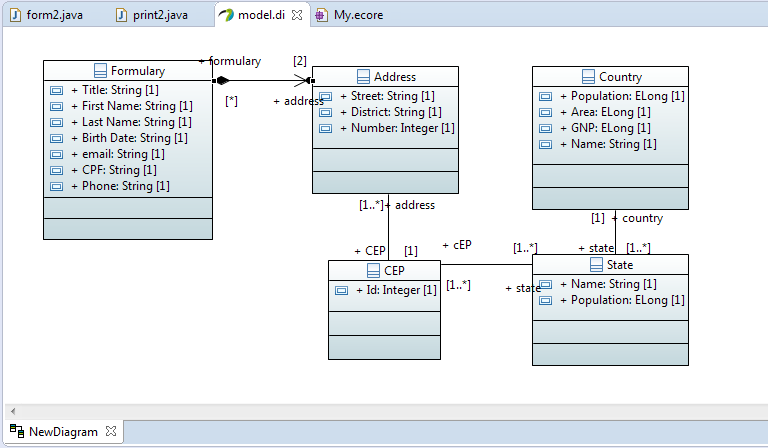 form2.java
print2.java
model.di
My.ecore
+ formulary
[2]
[*]
+ address
Formulary
+ Title: String [1]
+ First Name: String [1]
+ Last Name: String [1]
+ Birth Date: String [1]
+ email: String [1]
+ CPF: String [1]
+ Phone: String [1]
Address
+ Street: String [1]
+ District: String [1]
+ Number: Integer [1]
Country
+ Population: ELong [1]
+ Area: ELong [1]
+ GNP: ELong [1]
+ Name: String [1]
[1..*]
+ address
[1]
+ country
+ CEP
[1]
+ cEP
[1..*]
+ state
[1..*]
CEP
+ Id: Integer [1]
[1..*]
+ state
State
+ Name: String [1]
+ Population: ELong [1]
NewDiagram